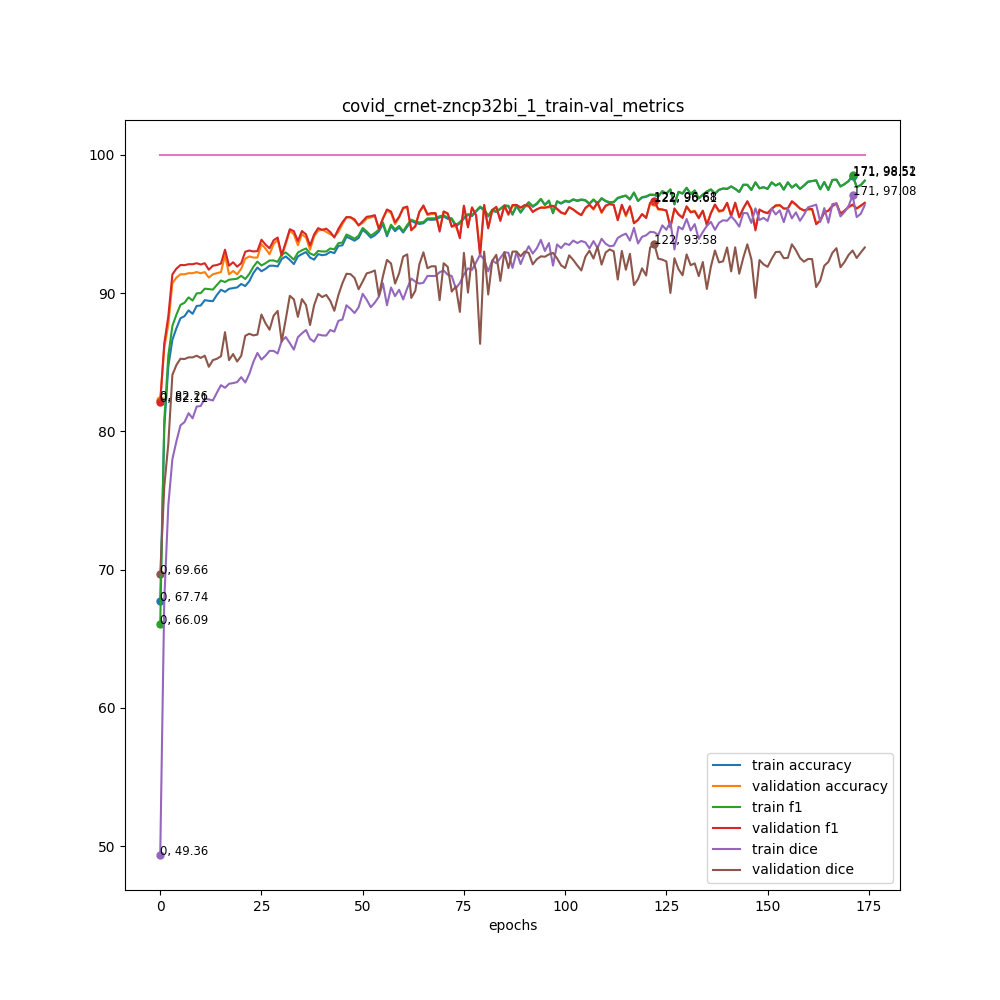 covid_crnet-zncp32bi_1_train-val_metrics
100
90
80
70
60
50
171, 97.08
122, 93.58
0, 69.66
0, 67.74
0, 66.09
0, 49.36
train accuracy
validation accuracy
train f1
validation f1
train dice
validation dice
0
25
50
75
100
125
150
175
epochs